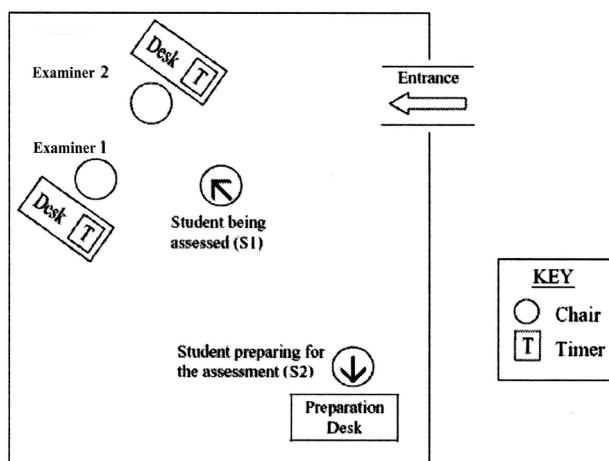 Desk T
Examiner 2
Entrance
Examiner 1
Desk T
Student being
assessed (S1)
KEY
Chair
T Timer
Student preparing for
the assessment (S2)
Preparation
Desk